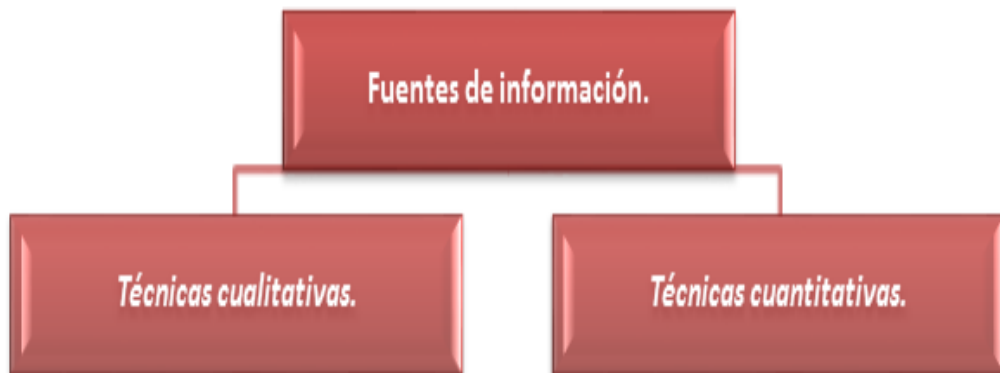 Fuentes de información.
Técnicas cualitativas.
Técnicas cuantitativas.